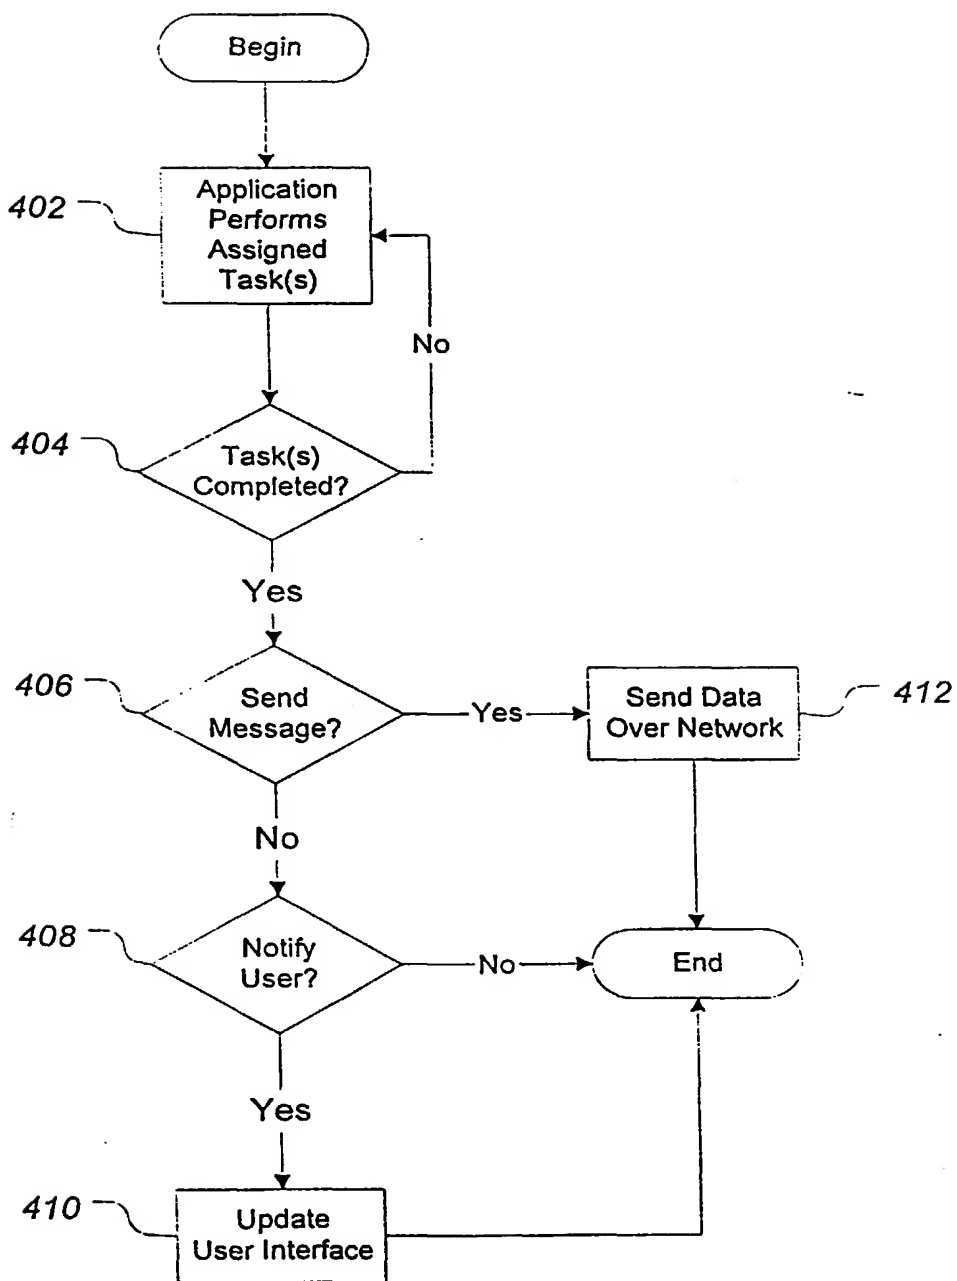 Begin
402
Application
Performs
Assigned
Task(s)
No
404
Task(s)
Completed?
Yes
406
Send
Message?
Yes
Send Data
Over Network
412
No
408
Notify
User?
No
End
Yes
410
Update
User Interface